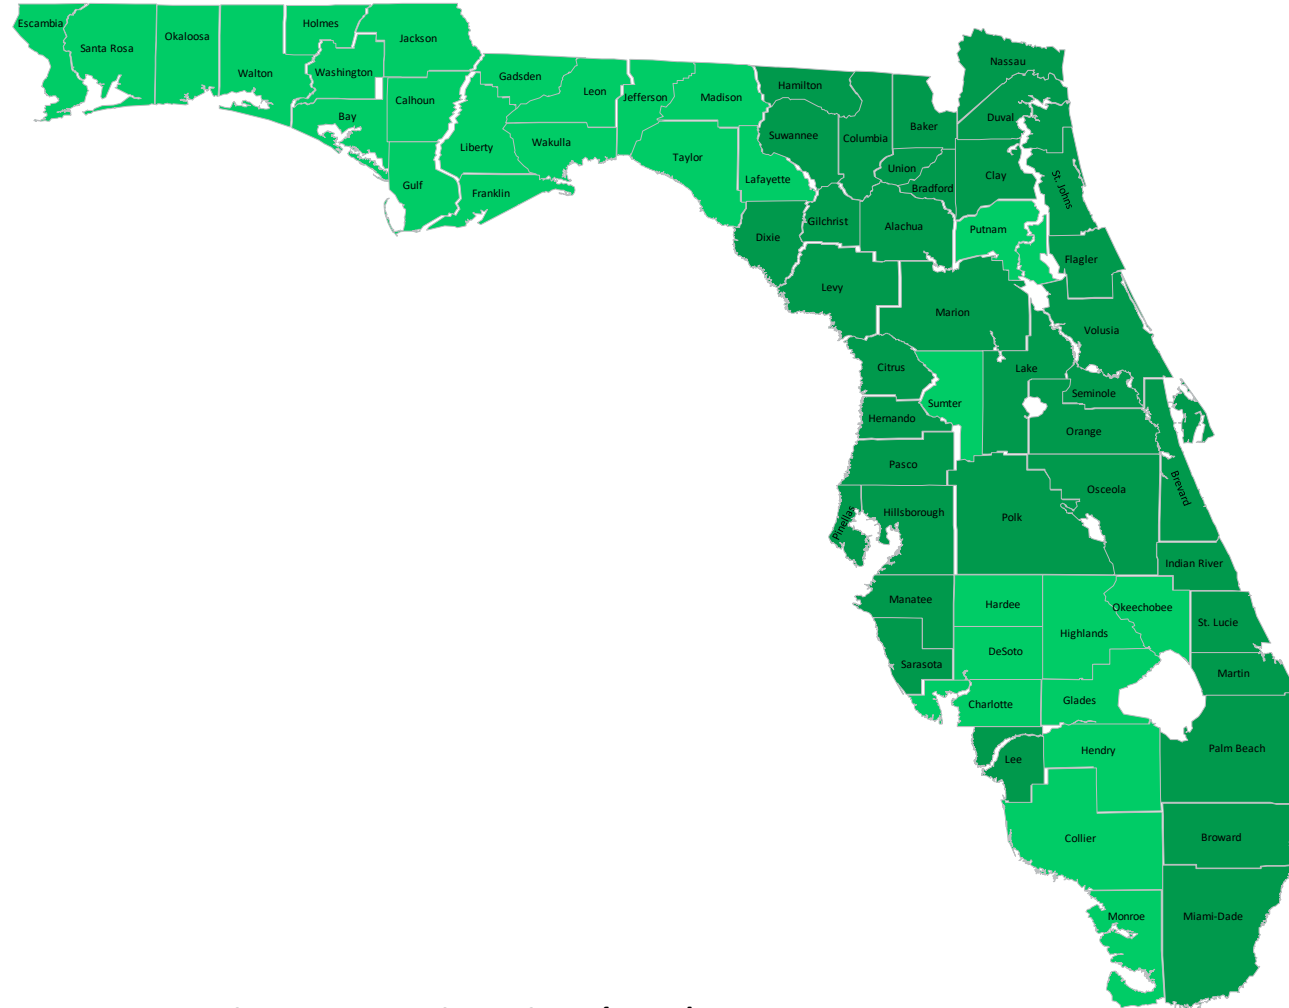 Escambia
Santa Rosa
Okaloosa
Walton
Holmes
Washington
Jackson
Bay
Calhoun
Gulf
Gadsden
Liberty
Franklin
Leon
Wakulla
Jefferson
Madison
Taylor
Hamilton
Suwannee
Lafayette
Dixie
Columbia
Gilchrist
Baker
Union
Bradford
Alachua
Nassau
Duval
Clay
St. Johns
Putnam
Flagler
Levy
Marion
Volusia
Citrus
Sumter
Lake
Seminole
Hernando
Orange
Pasco
Osceola
Brevard
Pinellas
Hillsborough
Polk
Indian River
Manatee
Hardee
Okeechobee
Highlands
St. Lucie
DeSoto
Sarasota
Martin
Charlotte
Glades
Lee
Hendry
Palm Beach
Collier
Broward
Monroe
Miami-Dade